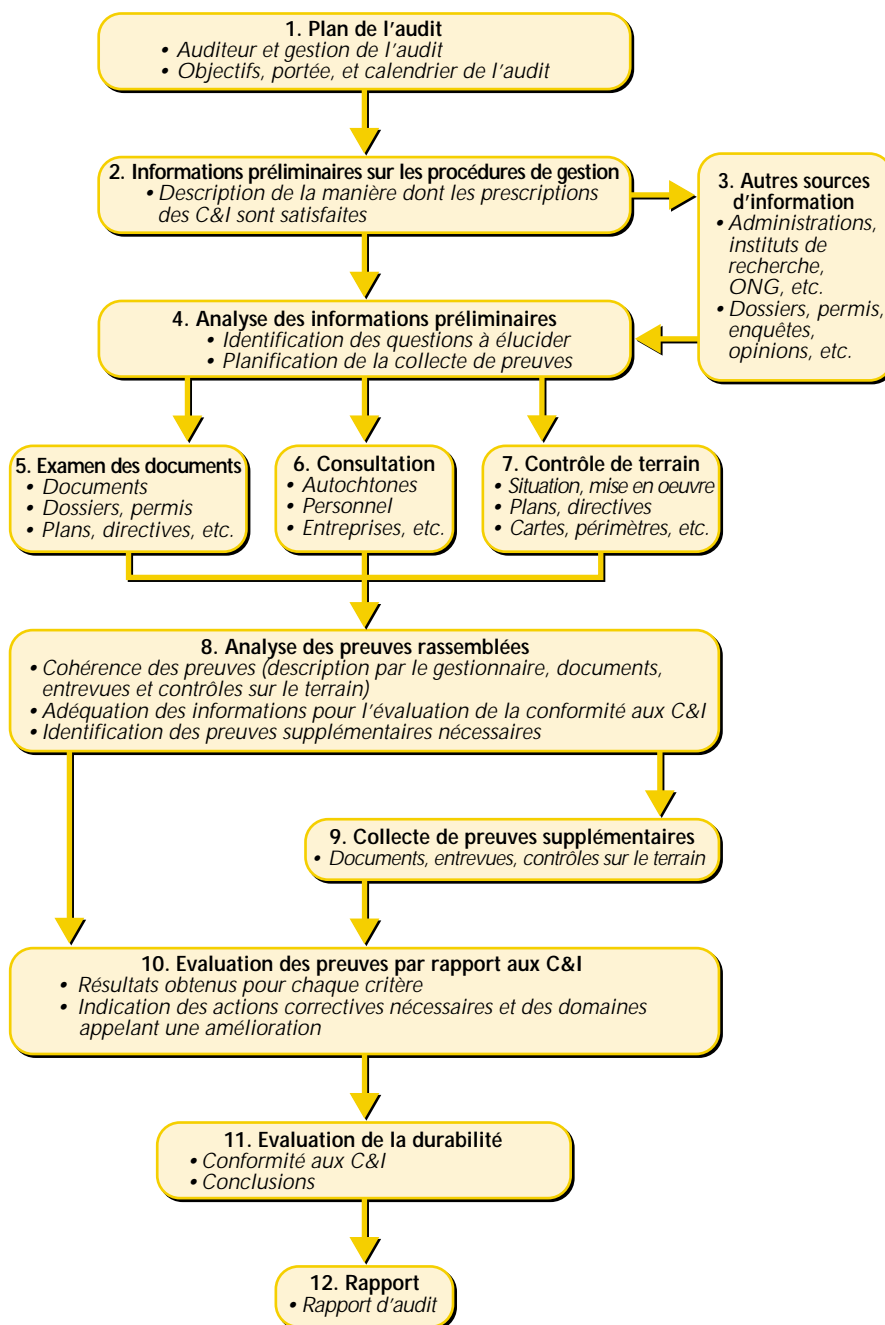 1. Plan de l'audit
• Auditeur et gestion de l'audit
• Objectifs, portée, et calendrier de l'audit
2. Informations préliminaires sur les procédures de gestion
• Description de la manière dont les prescriptions
des C&I sont satisfaites
3. Autres sources
d'information
• Administrations,
instituts de
recherche,
ONG, etc.
• Dossiers, permis,
enquêtes,
opinions, etc.
4. Analyse des informations préliminaires
• Identification des questions à élucider
• Planification de la collecte de preuves
5. Examen des documents
• Documents
• Dossiers, permis
• Plans, directives, etc.
6. Consultation
• Autochtones
• Personnel
• Entreprises, etc.
7. Contrôle de terrain
• Situation, mise en oeuvre
• Plans, directives
• Cartes, périmètres, etc.
8. Analyse des preuves rassemblées
• Cohérence des preuves (description par le gestionnaire, documents,
entrevues et contrôles sur le terrain)
• Adéquation des informations pour l'évaluation de la conformité aux C&I
• Identification des preuves supplémentaires nécessaires
9. Collecte de preuves supplémentaires
• Documents, entrevues, contrôles sur le terrain
10. Evaluation des preuves par rapport aux C&I
• Résultats obtenus pour chaque critère
• Indication des actions correctives nécessaires et des domaines
appelant une amélioration
11. Evaluation de la durabilité
• Conformité aux C&I
• Conclusions
12. Rapport
• Rapport d'audit